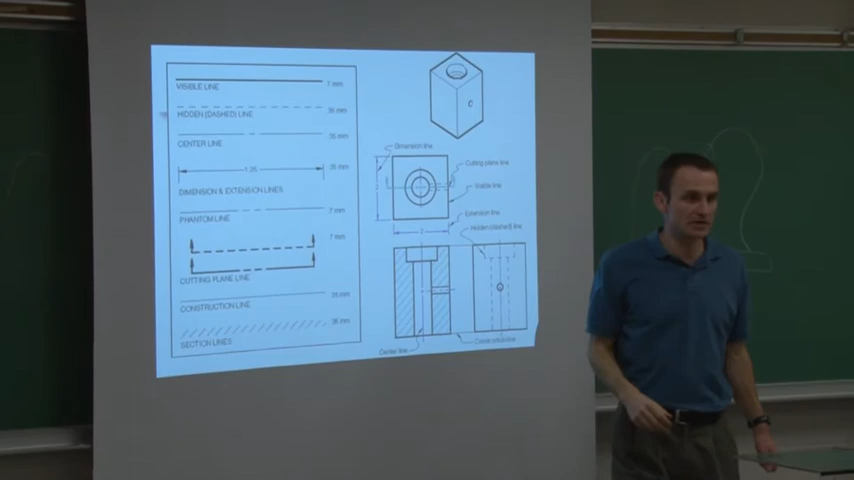 VISIBLE LINE
.7 mm
HIDDEN (DASHED) LINE
.35 mm
CENTER LINE
.35 mm
1.25
.35 mm
DIMENSION & EXTENSION LINES
PHANTOM LINE
.7 mm
.7 mm
CUTTING PLANE LINE
CONSTRUCTION LINE
.35 mm
SECTION LINES
.35 mm
Dimension line
Cutting plane line
Visible line
Extension line
2
2
Hidden (dashed) line
Center line